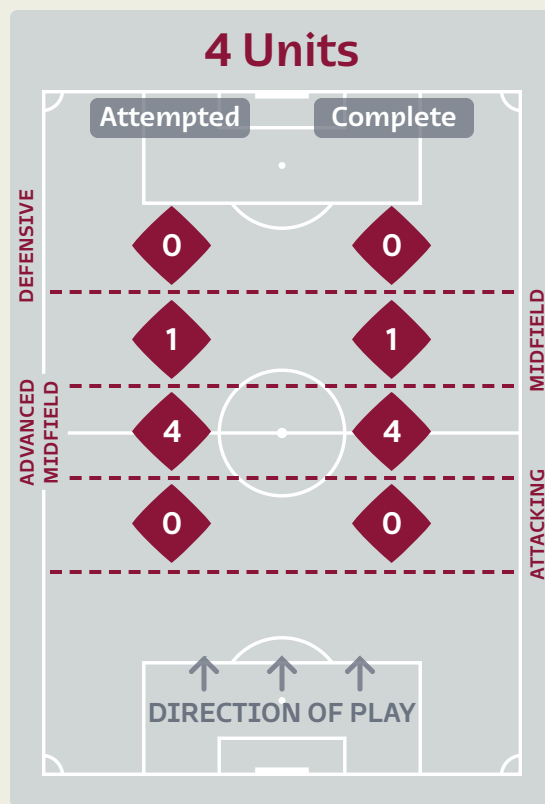 4 Units
Attempted Complete
DEFENSIVE
0 0
MIDFIELD
1 1
ADVANCED
MIDFIELD
4 4
ATTACKING
0 0
DIRECTION OF PLAY